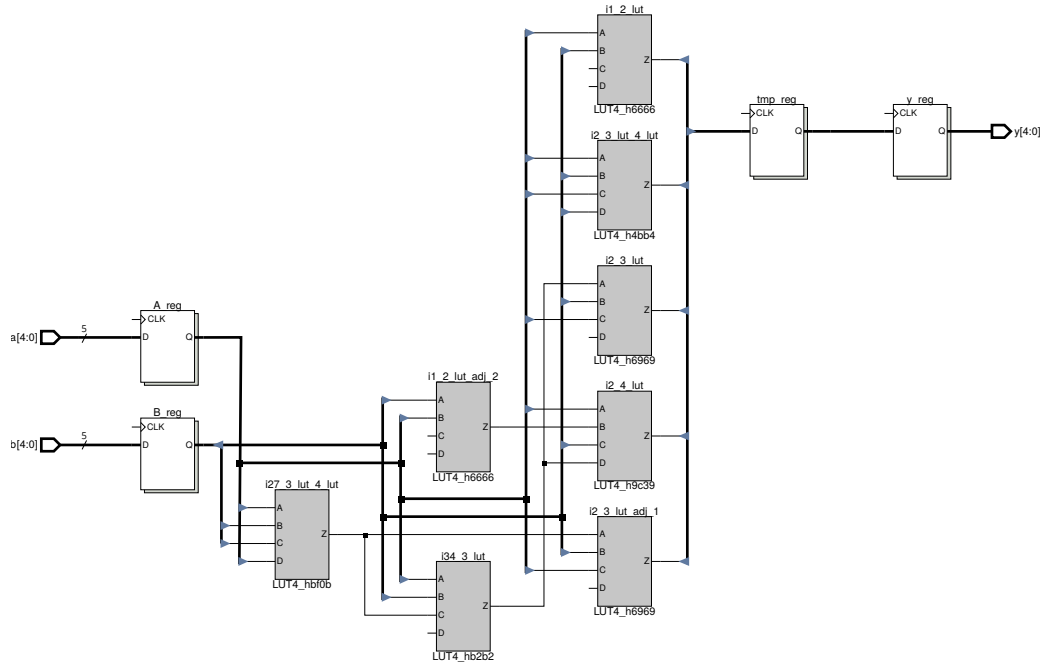 i1_2_lut
A
B
C
D
Z
LUT4_h6666
i2_3_lut_4_lut
A
B
C
D
Z
LUT4_h4bb4
i2_3_lut
A
B
C
D
Z
LUT4_h6969
i2_4_lut
A
B
C
D
Z
LUT4_h9c39
i2_3_lut_adj_1
A
B
C
D
Z
LUT4_h6969
tmp_reg
CLK
D
Q
y_reg
CLK
D
Q
y[4:0]
A_reg
CLK
D
Q
a[4:0]
5
B_reg
CLK
D
Q
b[4:0]
5
i1_2_lut_adj_2
A
B
C
D
Z
LUT4_h6666
i27_3_lut_4_lut
A
B
C
D
Z
LUT4_hbf0b
i34_3_lut
A
B
C
D
Z
LUT4_hb2b2